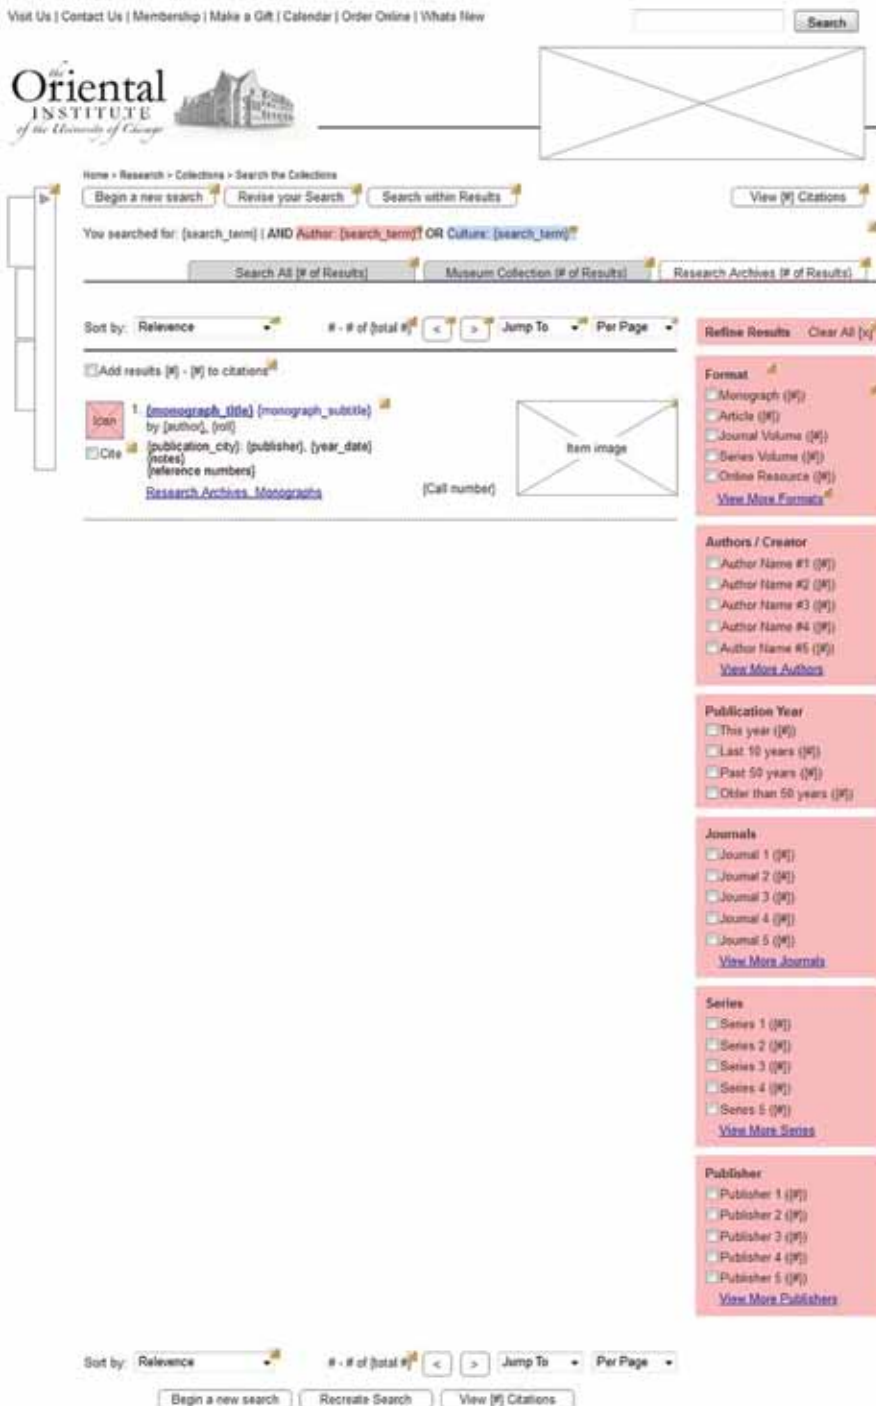 Visit Us | Contact Us | Membership | Make a Gift | Calendar | Order Online | Whats New
Search
the
Oriental
INSTITUTE
of the University of Chicago
Home > Research > Collections > Search the Collections
Begin a new search
Revise your Search
Search within Results
View [#] Citations
You searched for: {search_term} | AND Author: {search_term} OR Culture: {search_term}
Search All [# of Results]
Museum Collection [# of Results]
Research Archives [# of Results]
Sort by: Relevence
# - # of [total #]
<
>
Jump To
Per Page
Refine Results Clear All [x]
Add results [#] - [#] to citations
Icon
Cite
1. {monograph_title} {monograph_subtitle}
by {author}, {roll}
{publication_city}: {publisher}, {year_date}
{notes}
{reference numbers}
Research Archives, Monographs
{Call number}
Item image
Format
Monograph ([#])
Article ([#])
Journal Volume ([#])
Series Volume ([#])
Online Resource ([#])
View More Formats
Authors / Creator
Author Name #1 ([#])
Author Name #2 ([#])
Author Name #3 ([#])
Author Name #4 ([#])
Author Name #5 ([#])
View More Authors
Publication Year
This year ([#])
Last 10 years ([#])
Past 50 years ([#])
Older than 50 years ([#])
Journals
Journal 1 ([#])
Journal 2 ([#])
Journal 3 ([#])
Journal 4 ([#])
Journal 5 ([#])
View More Journals
Series
Series 1 ([#])
Series 2 ([#])
Series 3 ([#])
Series 4 ([#])
Series 5 ([#])
View More Series
Publisher
Publisher 1 ([#])
Publisher 2 ([#])
Publisher 3 ([#])
Publisher 4 ([#])
Publisher 5 ([#])
View More Publishers
Sort by: Relevence
# - # of [total #]
<
>
Jump To
Per Page
Begin a new search
Recreate Search
View [#] Citations